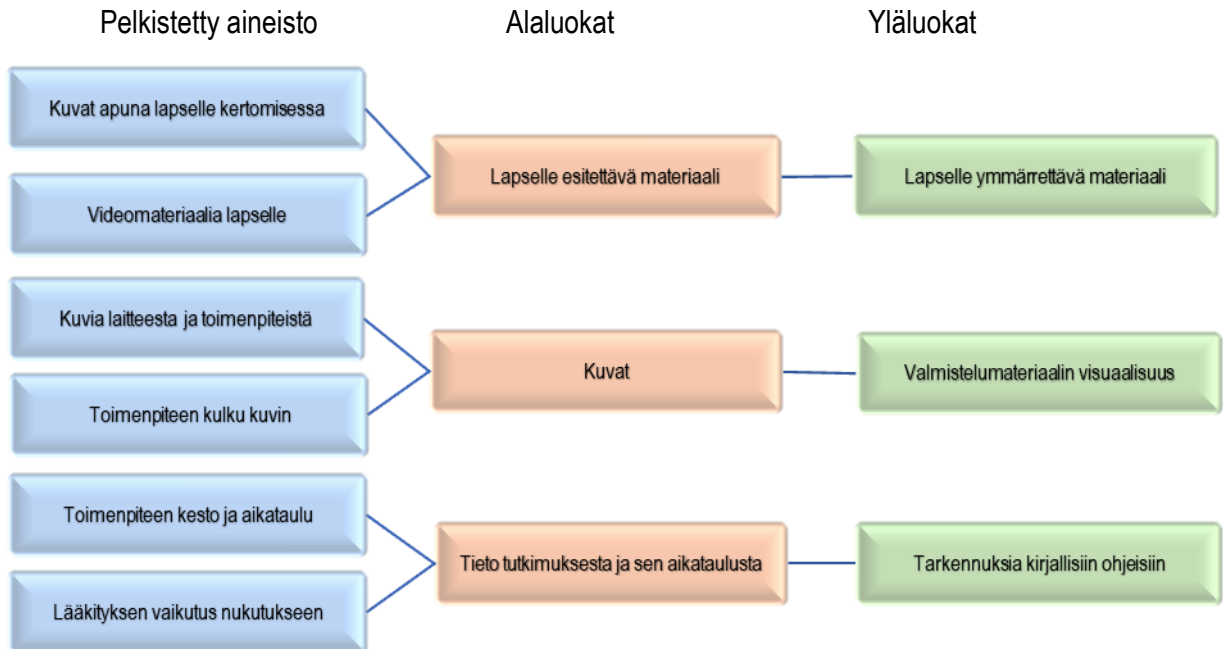 Pelkistetty aineisto
Alaluokat
Yläluokat
Kuvat apuna lapselle kertomisessa
Videomateriaalia lapselle
Lapselle esitettävä materiaali
Lapselle ymmärrettävä materiaali
Kuvia laitteesta ja toimenpiteistä
Toimenpiteen kulku kuvin
Kuvat
Valmistelumateriaalin visuaalisuus
Toimenpiteen kesto ja aikataulu
Lääkityksen vaikutus nukutukseen
Tieto tutkimuksesta ja sen aikataulusta
Tarkennuksia kirjallisiin ohjeisiin